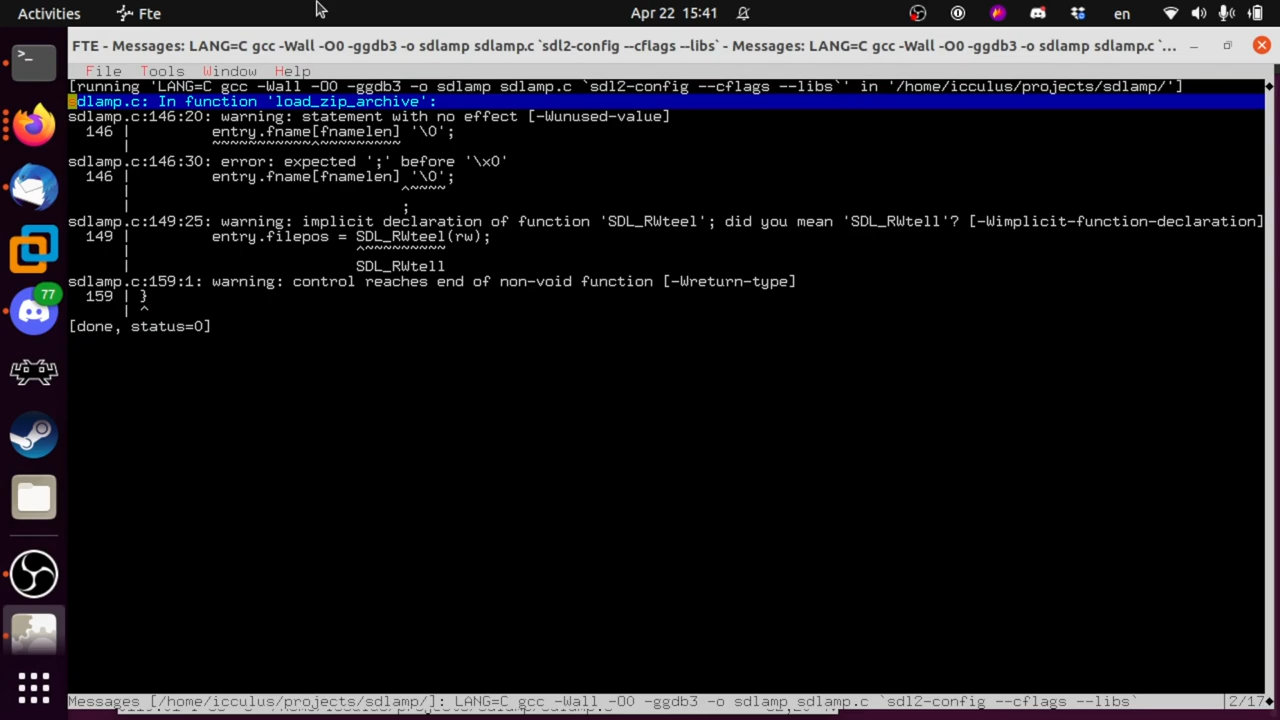 Activities
Fte
Apr 22 15:41
en
FTE - Messages: LANG=C gcc -Wall -O0 -ggdb3 -o sdlamp sdlamp.c `sdl2-config --cflags --libs` - Messages: LANG=C gcc -Wall -O0 -ggdb3 -o sdlamp sdlamp.c `...
File Tools Window Help
[running 'LANG=C gcc -Wall -O0 -ggdb3 -o sdlamp sdlamp.c `sdl2-config --cflags --libs`' in '/home/icculus/projects/sdlamp/']
sdlamp.c: In function 'load_zip_archive':
sdlamp.c:146:20: warning: statement with no effect [-Wunused-value]
146 | entry.fname[fnamelen] '\0';
| ~~~~~~~~~~~^~~~~~~~~~
sdlamp.c:146:30: error: expected ';' before '\x0'
146 | entry.fname[fnamelen] '\0';
| ^~~~~
| ;
sdlamp.c:149:25: warning: implicit declaration of function 'SDL_RWteel'; did you mean 'SDL_RWtell'? [-Wimplicit-function-declaration]
149 | entry.filepos = SDL_RWteel(rw);
| ^~~~~~~~~~
| SDL_RWtell
sdlamp.c:159:1: warning: control reaches end of non-void function [-Wreturn-type]
159 | }
| ^
[done, status=0]
77
Messages [/home/icculus/projects/sdlamp/]: LANG=C gcc -Wall -O0 -ggdb3 -o sdlamp sdlamp.c `sdl2-config --cflags --libs` 2/17